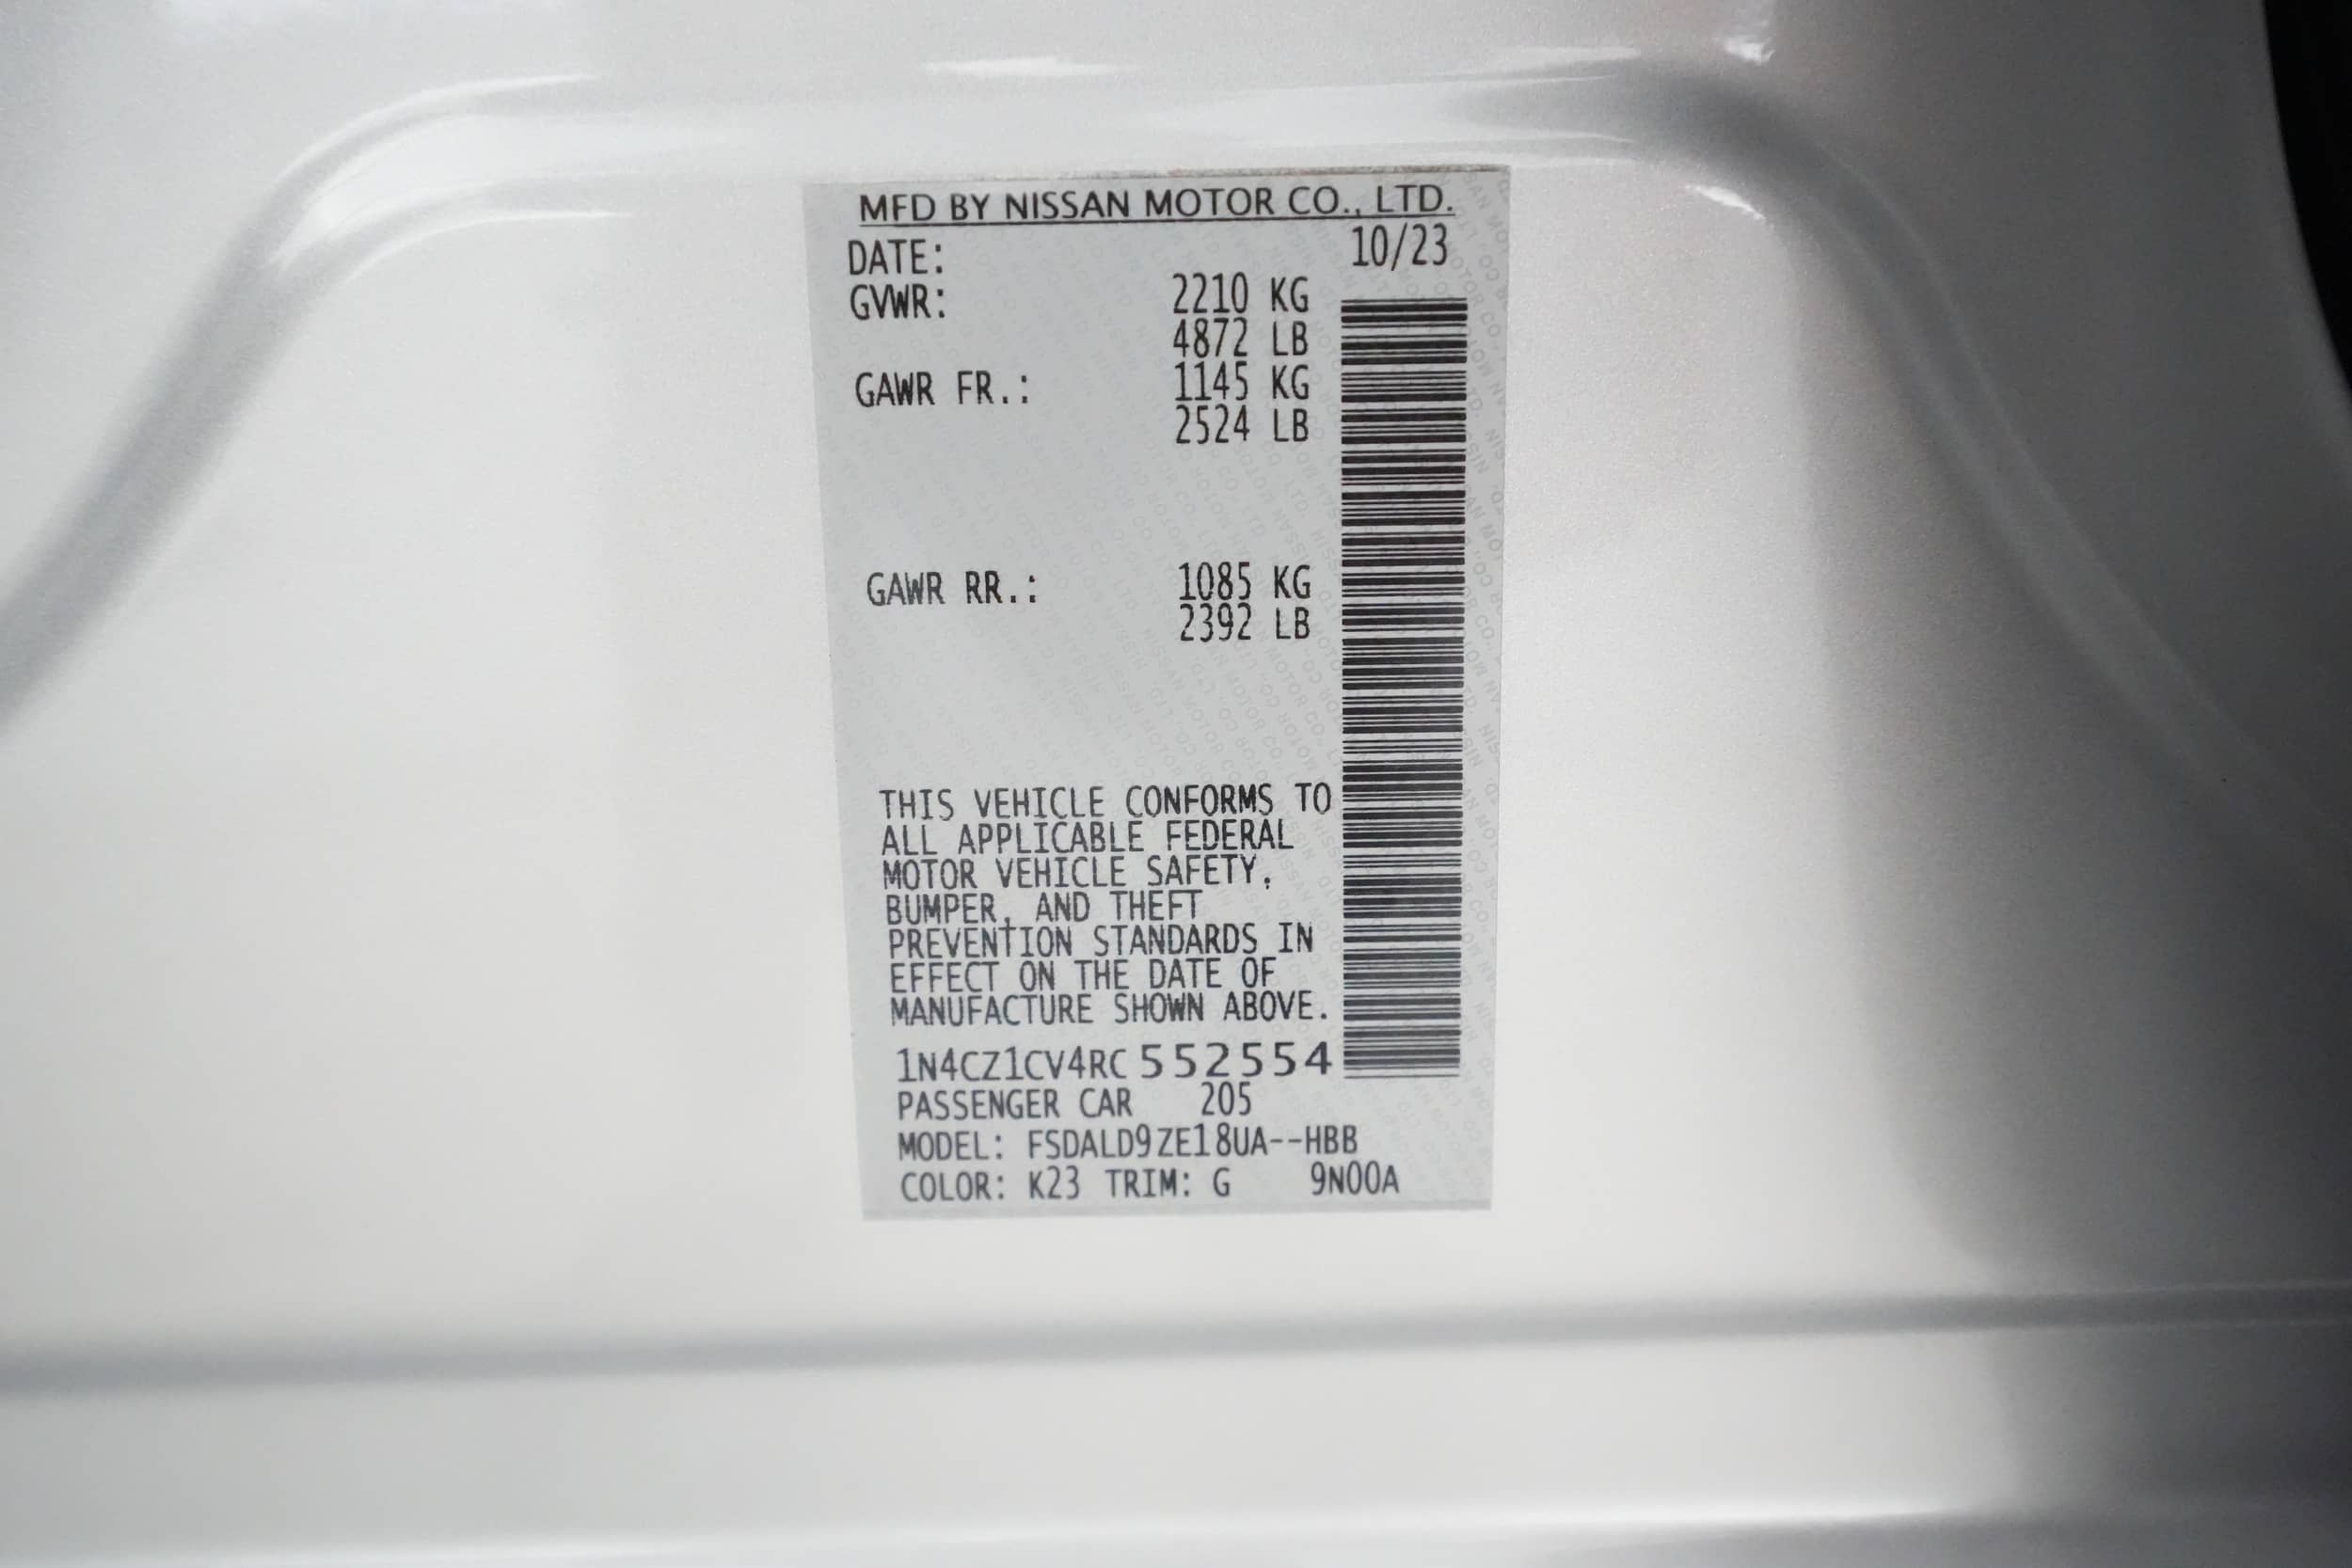 MFD BY NISSAN MOTOR CO., LTD.
DATE: 10/23
GVWR: 2210 KG
4872 LB
GAWR FR.: 1145 KG
2524 LB
GAWR RR.: 1085 KG
2392 LB
THIS VEHICLE CONFORMS TO
ALL APPLICABLE FEDERAL
MOTOR VEHICLE SAFETY,
BUMPER, AND THEFT
PREVENTION STANDARDS IN
EFFECT ON THE DATE OF
MANUFACTURE SHOWN ABOVE.
1N4CZ1CV4RC552554
PASSENGER CAR 205
MODEL: FSDALD9ZE18UA--HBB
COLOR: K23 TRIM: G 9N00A